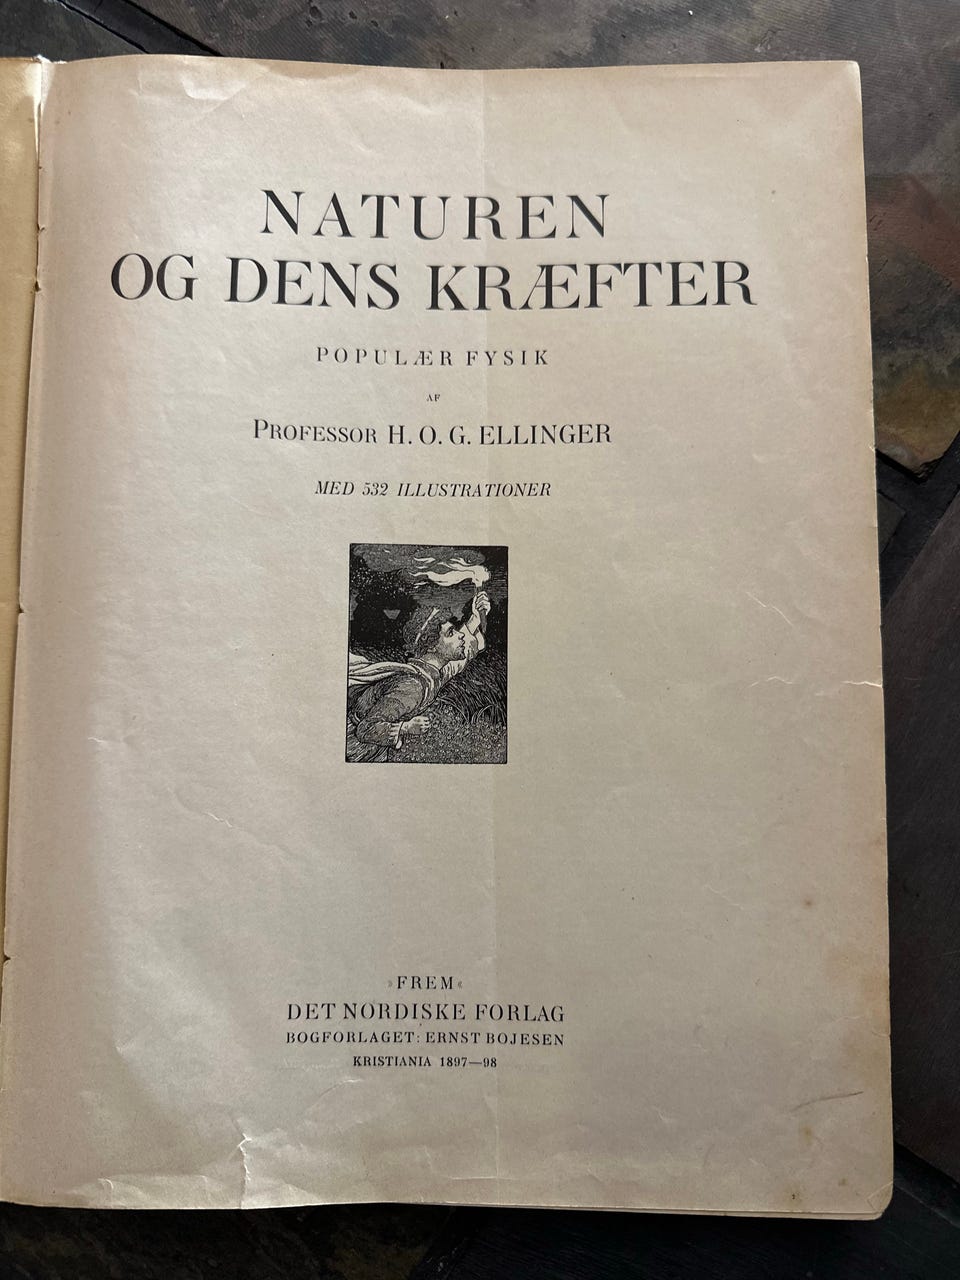 NATUREN
OG DENS KRÆFTER
POPULÆR FYSIK
AF
PROFESSOR H. O. G. ELLINGER
MED 532 ILLUSTRATIONER
»FREM«
DET NORDISKE FORLAG
BOGFORLAGET: ERNST BOJESEN
KRISTIANIA 1897—98